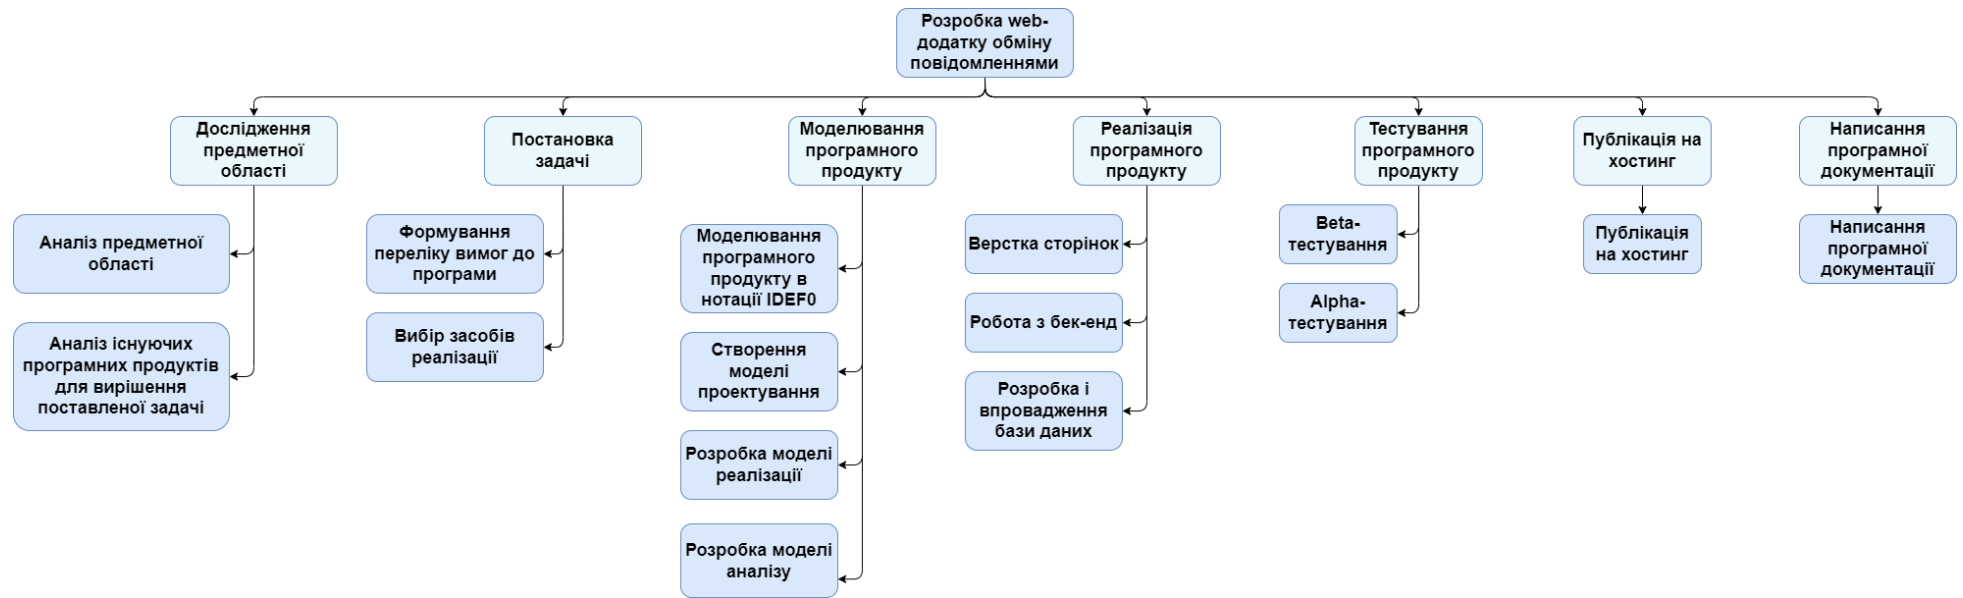 Розробка web-
додатку обміну
повідомленнями
Дослідження
предметної
області
Постановка
задачі
Моделювання
програмного
продукту
Реалізація
програмного
продукту
Тестування
програмного
продукту
Публікація на
хостинг
Написання
програмної
документації
Аналіз предметної
області
Аналіз існуючих
програмних продуктів
для вирішення
поставленої задачі
Формування
переліку вимог до
програми
Вибір засобів
реалізації
Моделювання
програмного
продукту в
нотації IDEF0
Створення
моделі
проектування
Розробка моделі
реалізації
Розробка моделі
аналізу
Верстка сторінок
Робота з бек-енд
Розробка і
впровадження
бази даних
Beta-
тестування
Alpha-
тестування
Публікація
на хостинг
Написання
програмної
документації